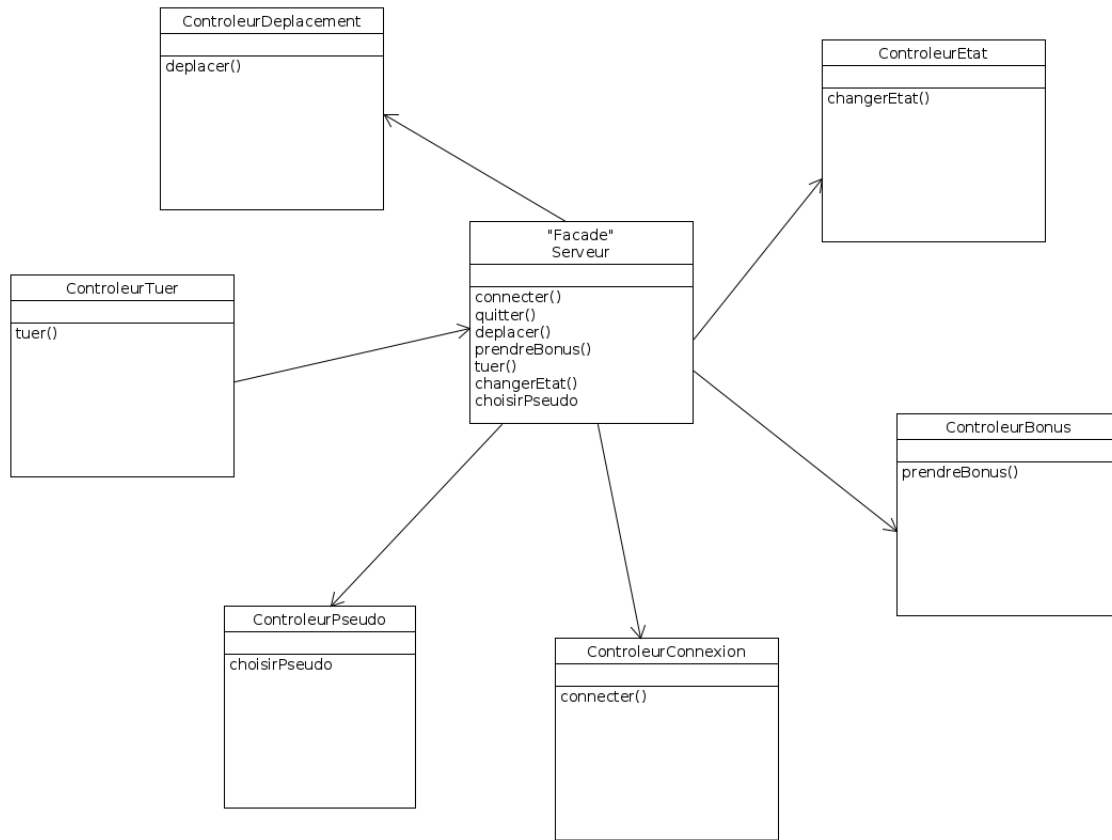 ControleurDeplacement
deplacer()
ControleurEtat
changerEtat()
"Facade"
Serveur
connecter()
quitter()
deplacer()
prendreBonus()
tuer()
changerEtat()
choisirPseudo
ControleurTuer
tuer()
ControleurBonus
prendreBonus()
ControleurPseudo
choisirPseudo
ControleurConnexion
connecter()